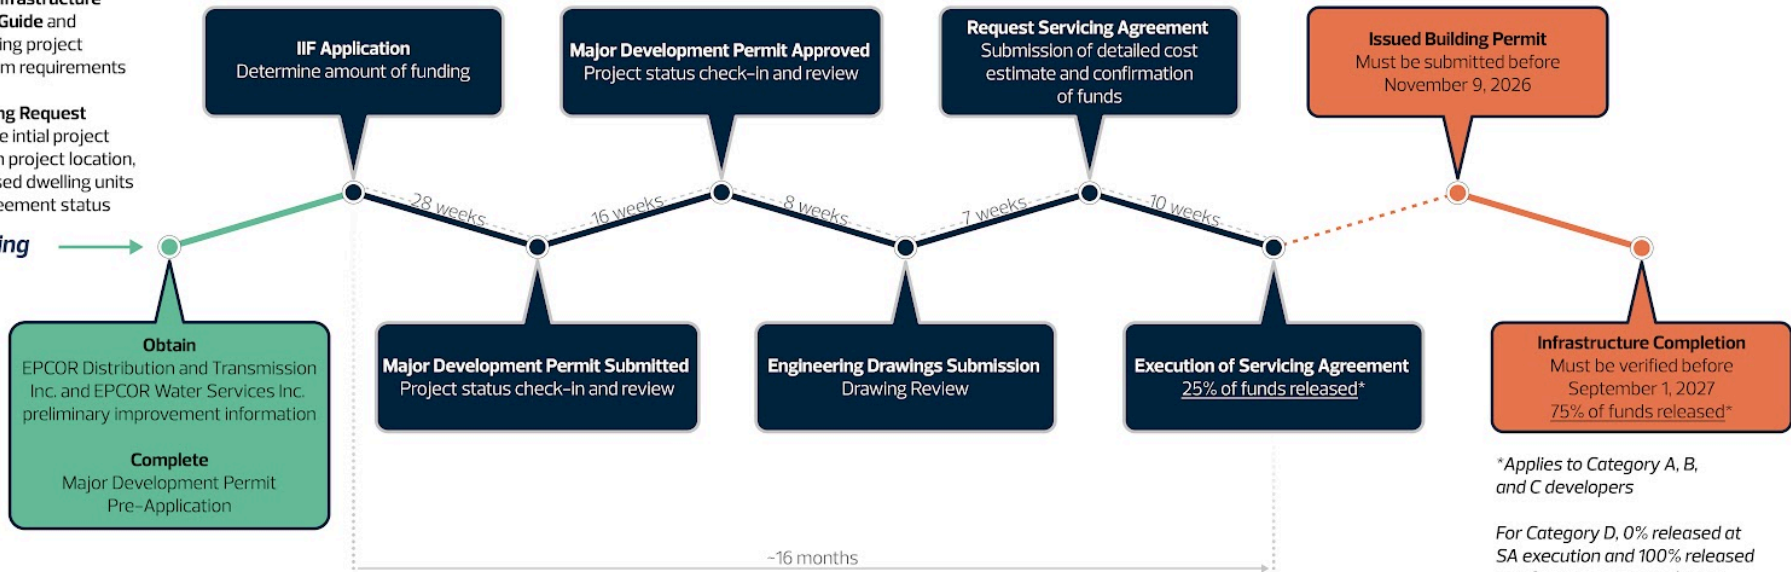 Guide and
ing project
m requirements
ng Request
e intial project
n project location,
sed dwelling units
eement status
ing
IIF Application
Determine amount of funding
Major Development Permit Approved
Project status check-in and review
Request Servicing Agreement
Submission of detailed cost
estimate and confirmation
of funds
Issued Building Permit
Must be submitted before
November 9, 2026
28 weeks
16 weeks
8 weeks
7 weeks
10 weeks
Obtain
EPCOR Distribution and Transmission
Inc. and EPCOR Water Services Inc.
preliminary improvement information
Complete
Major Development Permit
Pre-Application
Major Development Permit Submitted
Project status check-in and review
Engineering Drawings Submission
Drawing Review
Execution of Servicing Agreement
25% of funds released*
Infrastructure Completion
Must be verified before
September 1, 2027
75% of funds released*
~16 months
*Applies to Category A, B,
and C developers
For Category D, 0% released at
SA execution and 100% released